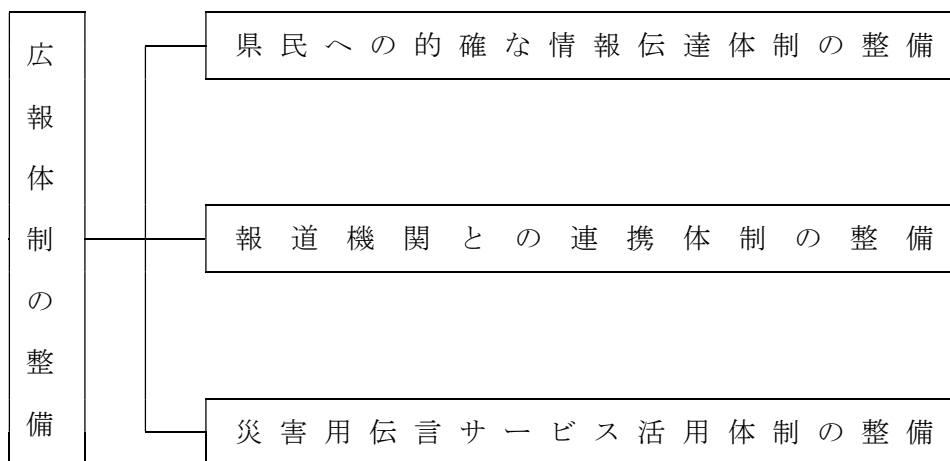 広報体制の整備
県民への的確な情報伝達体制の整備
報道機関との連携体制の整備
災害用伝言サービス活用体制の整備